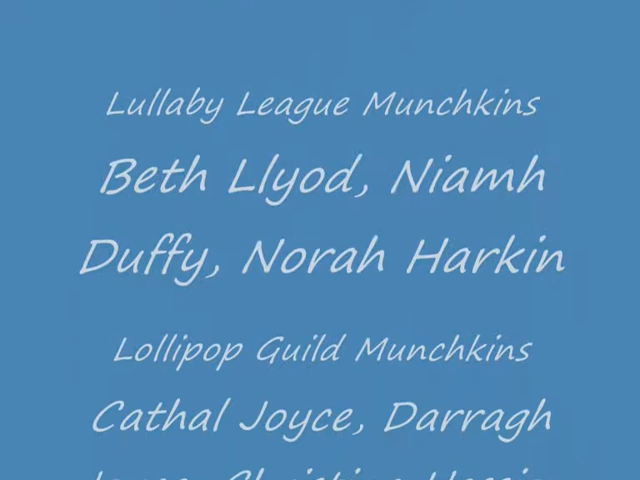 Lullaby League Munchkins
Beth Llyod, Niamh
Duffy, Norah Harkin
Lollipop Guild Munchkins
Cathal Joyce, Darragh